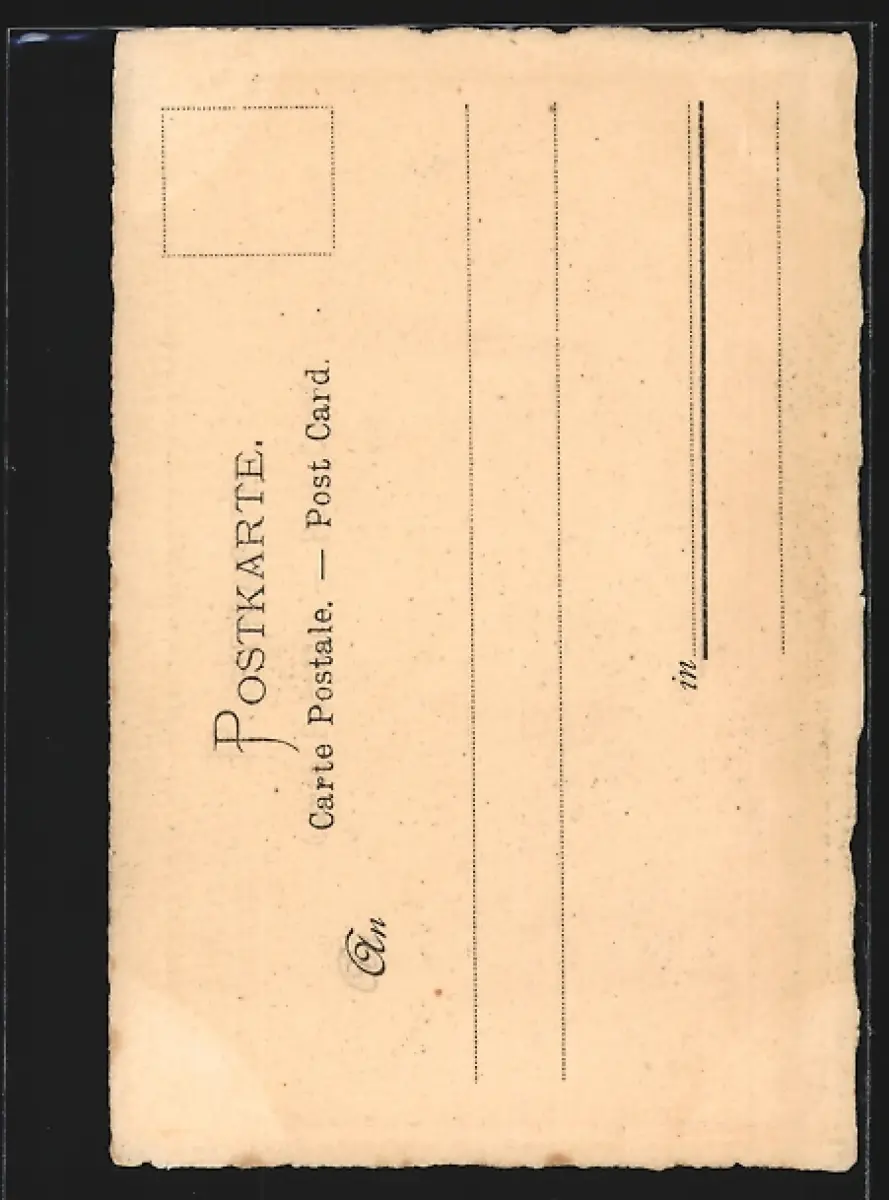 POSTKARTE.
Carte Postale. — Post Card.
An
in